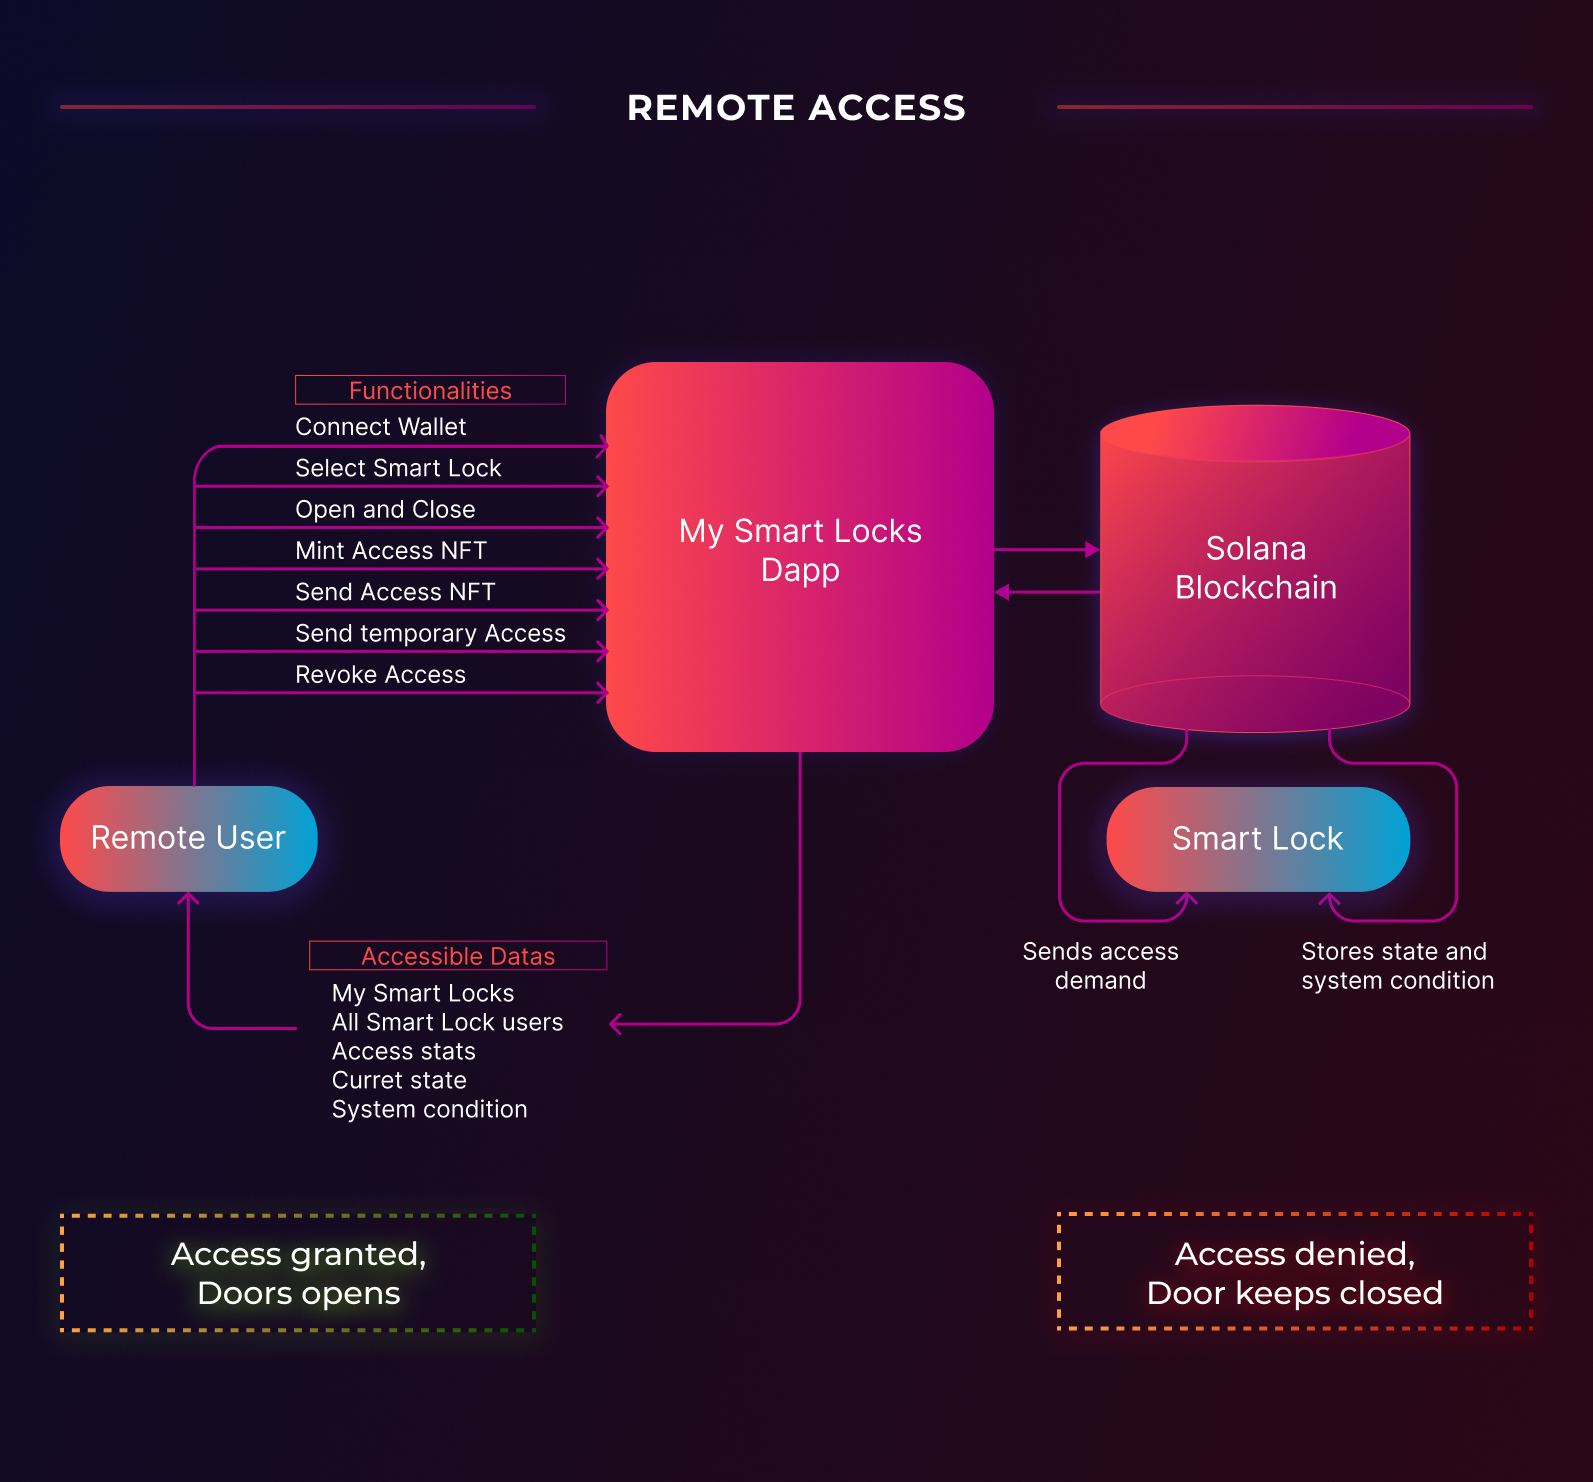 REMOTE ACCESS
Functionalities
Connect Wallet
Select Smart Lock
Open and Close
Mint Access NFT
Send Access NFT
Send temporary Access
Revoke Access
My Smart Locks
Dapp
Solana
Blockchain
Remote User
Smart Lock
Sends access
demand
Stores state and
system condition
Accessible Datas
My Smart Locks
All Smart Lock users
Access stats
Curret state
System condition
Access granted,
Doors opens
Access denied,
Door keeps closed